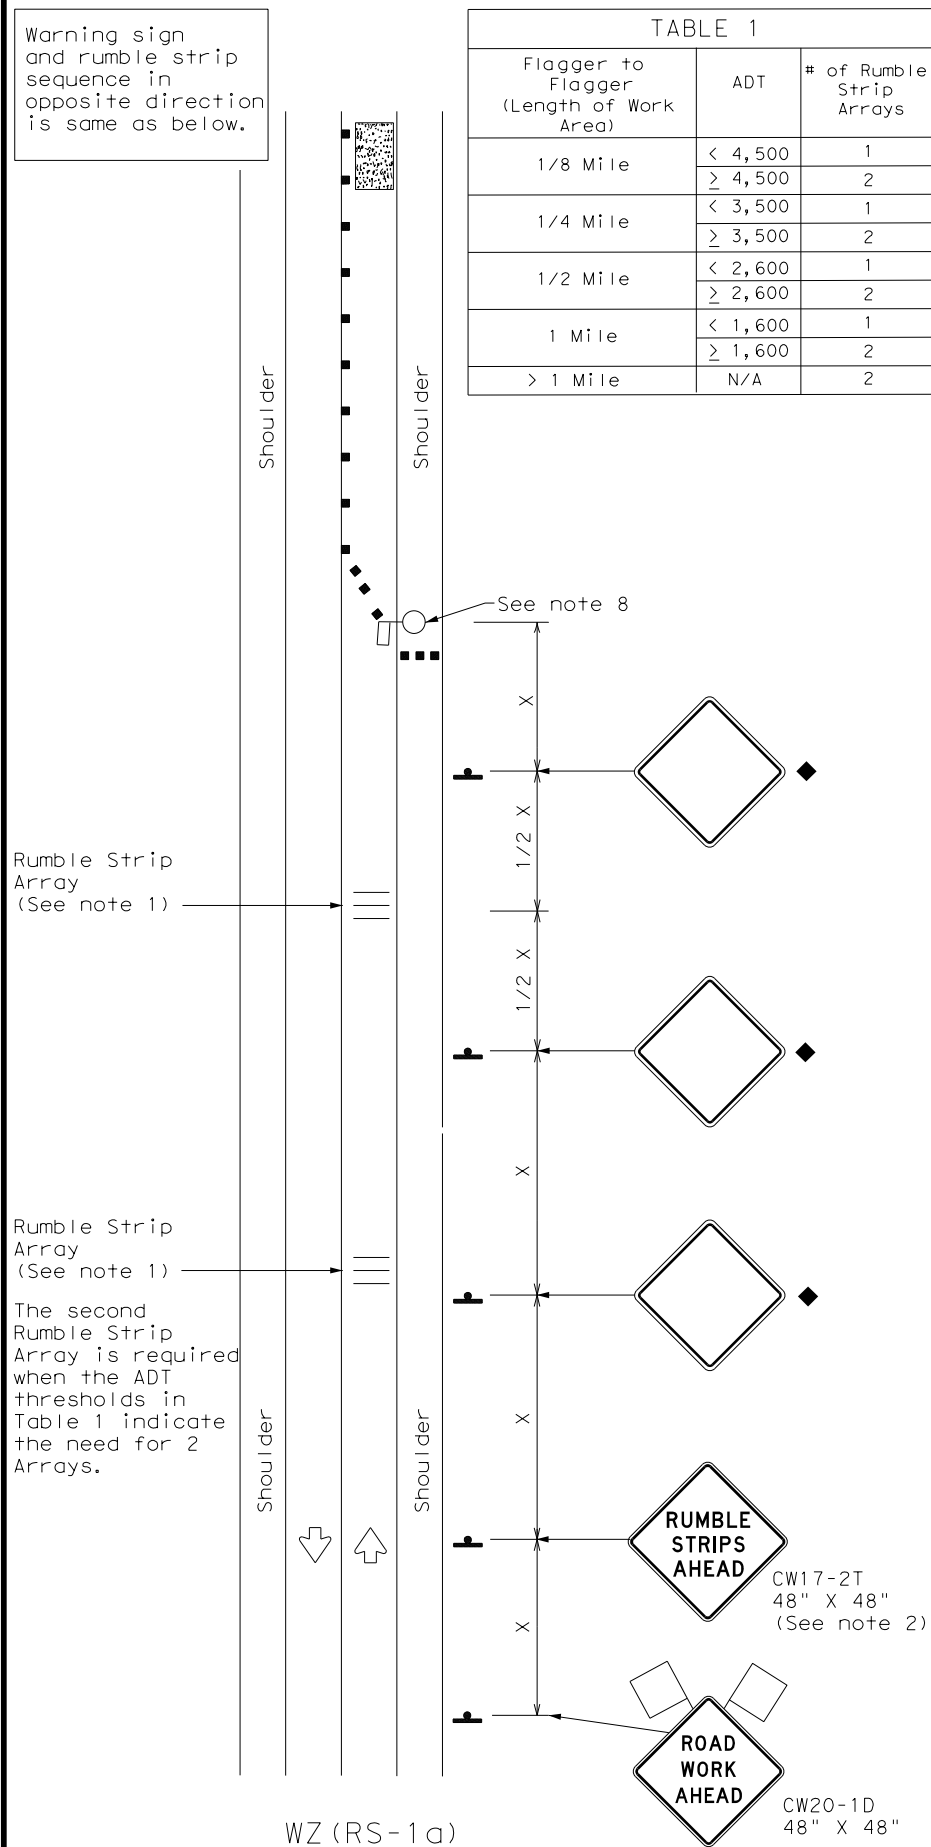 Warning sign
and rumble strip
sequence in
opposite direction
is same as below.
TABLE 1
Flagger to
Flagger
(Length of Work
Area)
ADT
# of Rumble
Strip
Arrays
1/8 Mile
< 4,500
1
≥ 4,500
2
1/4 Mile
< 3,500
1
≥ 3,500
2
1/2 Mile
< 2,600
1
≥ 2,600
2
1 Mile
< 1,600
1
≥ 1,600
2
> 1 Mile
N/A
2
Shoulder
Shoulder
See note 8
X
1/2 X
Rumble Strip
Array
(See note 1)
1/2 X
X
Rumble Strip
Array
(See note 1)
The second
Rumble Strip
Array is required
when the ADT
thresholds in
Table 1 indicate
the need for 2
Arrays.
Shoulder
Shoulder
X
RUMBLE
STRIPS
AHEAD
CW17-2T
48" X 48"
(See note 2)
X
ROAD
WORK
AHEAD
CW20-1D
48" X 48"
WZ(RS-1a)